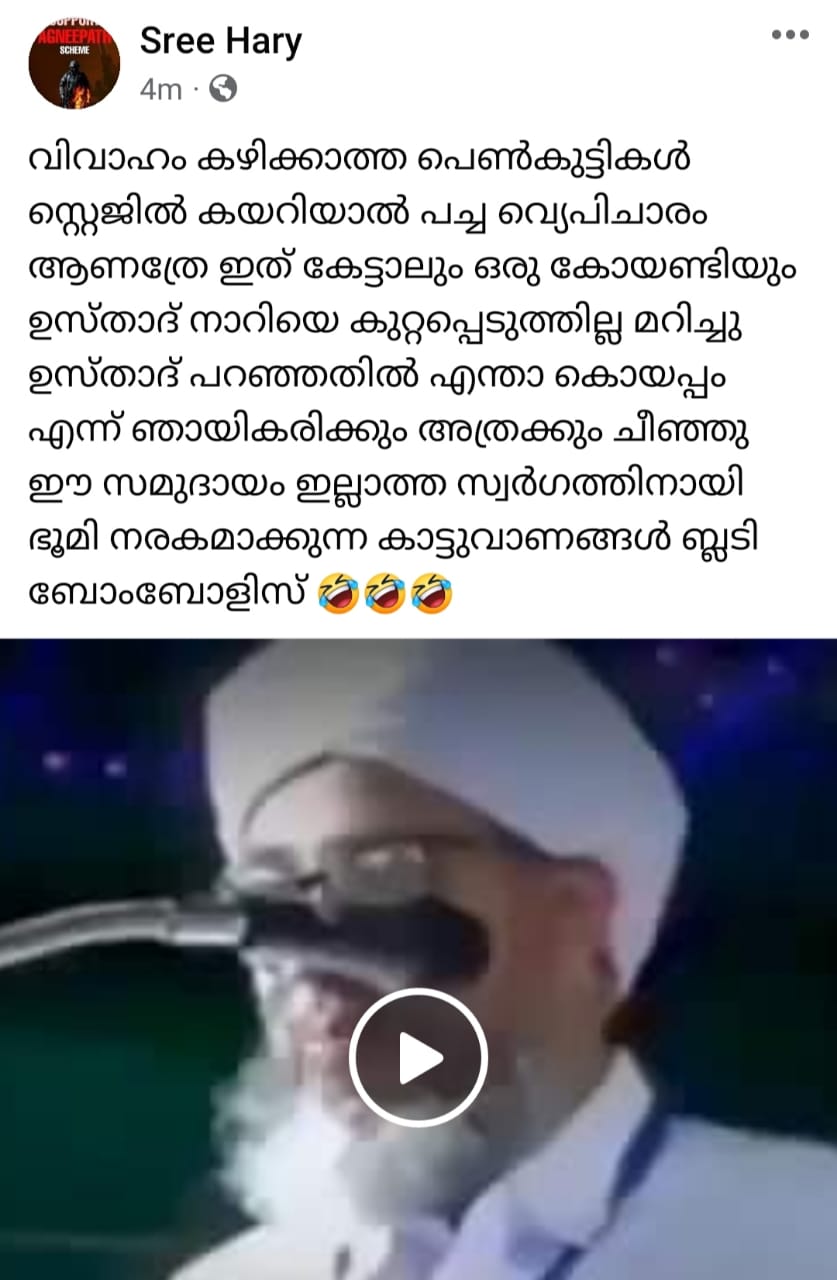 SUPPORT
AGNEEPATH
SCHEME
Sree Hary
4m
വിവാഹം കഴിക്കാത്ത പെൺകുട്ടികൾ
സ്റ്റെജിൽ കയറിയാൽ പച്ച വ്യെപിചാരം
ആണത്രേ ഇത് കേട്ടാലും ഒരു കോയണ്ടിയും
ഉസ്താദ് നാറിയെ കുറ്റപ്പെടുത്തില്ല മറിച്ചു
ഉസ്താദ് പറഞ്ഞതിൽ എന്താ കൊയപ്പം
എന്ന് ഞായികരിക്കും അത്രക്കും ചീഞ്ഞു
ഈ സമുദായം ഇല്ലാത്ത സ്വർഗത്തിനായി
ഭൂമി നരകമാക്കുന്ന കാട്ടുവാണങ്ങൾ ബ്ലടി
ബോംബോളിസ് 🤣🤣🤣